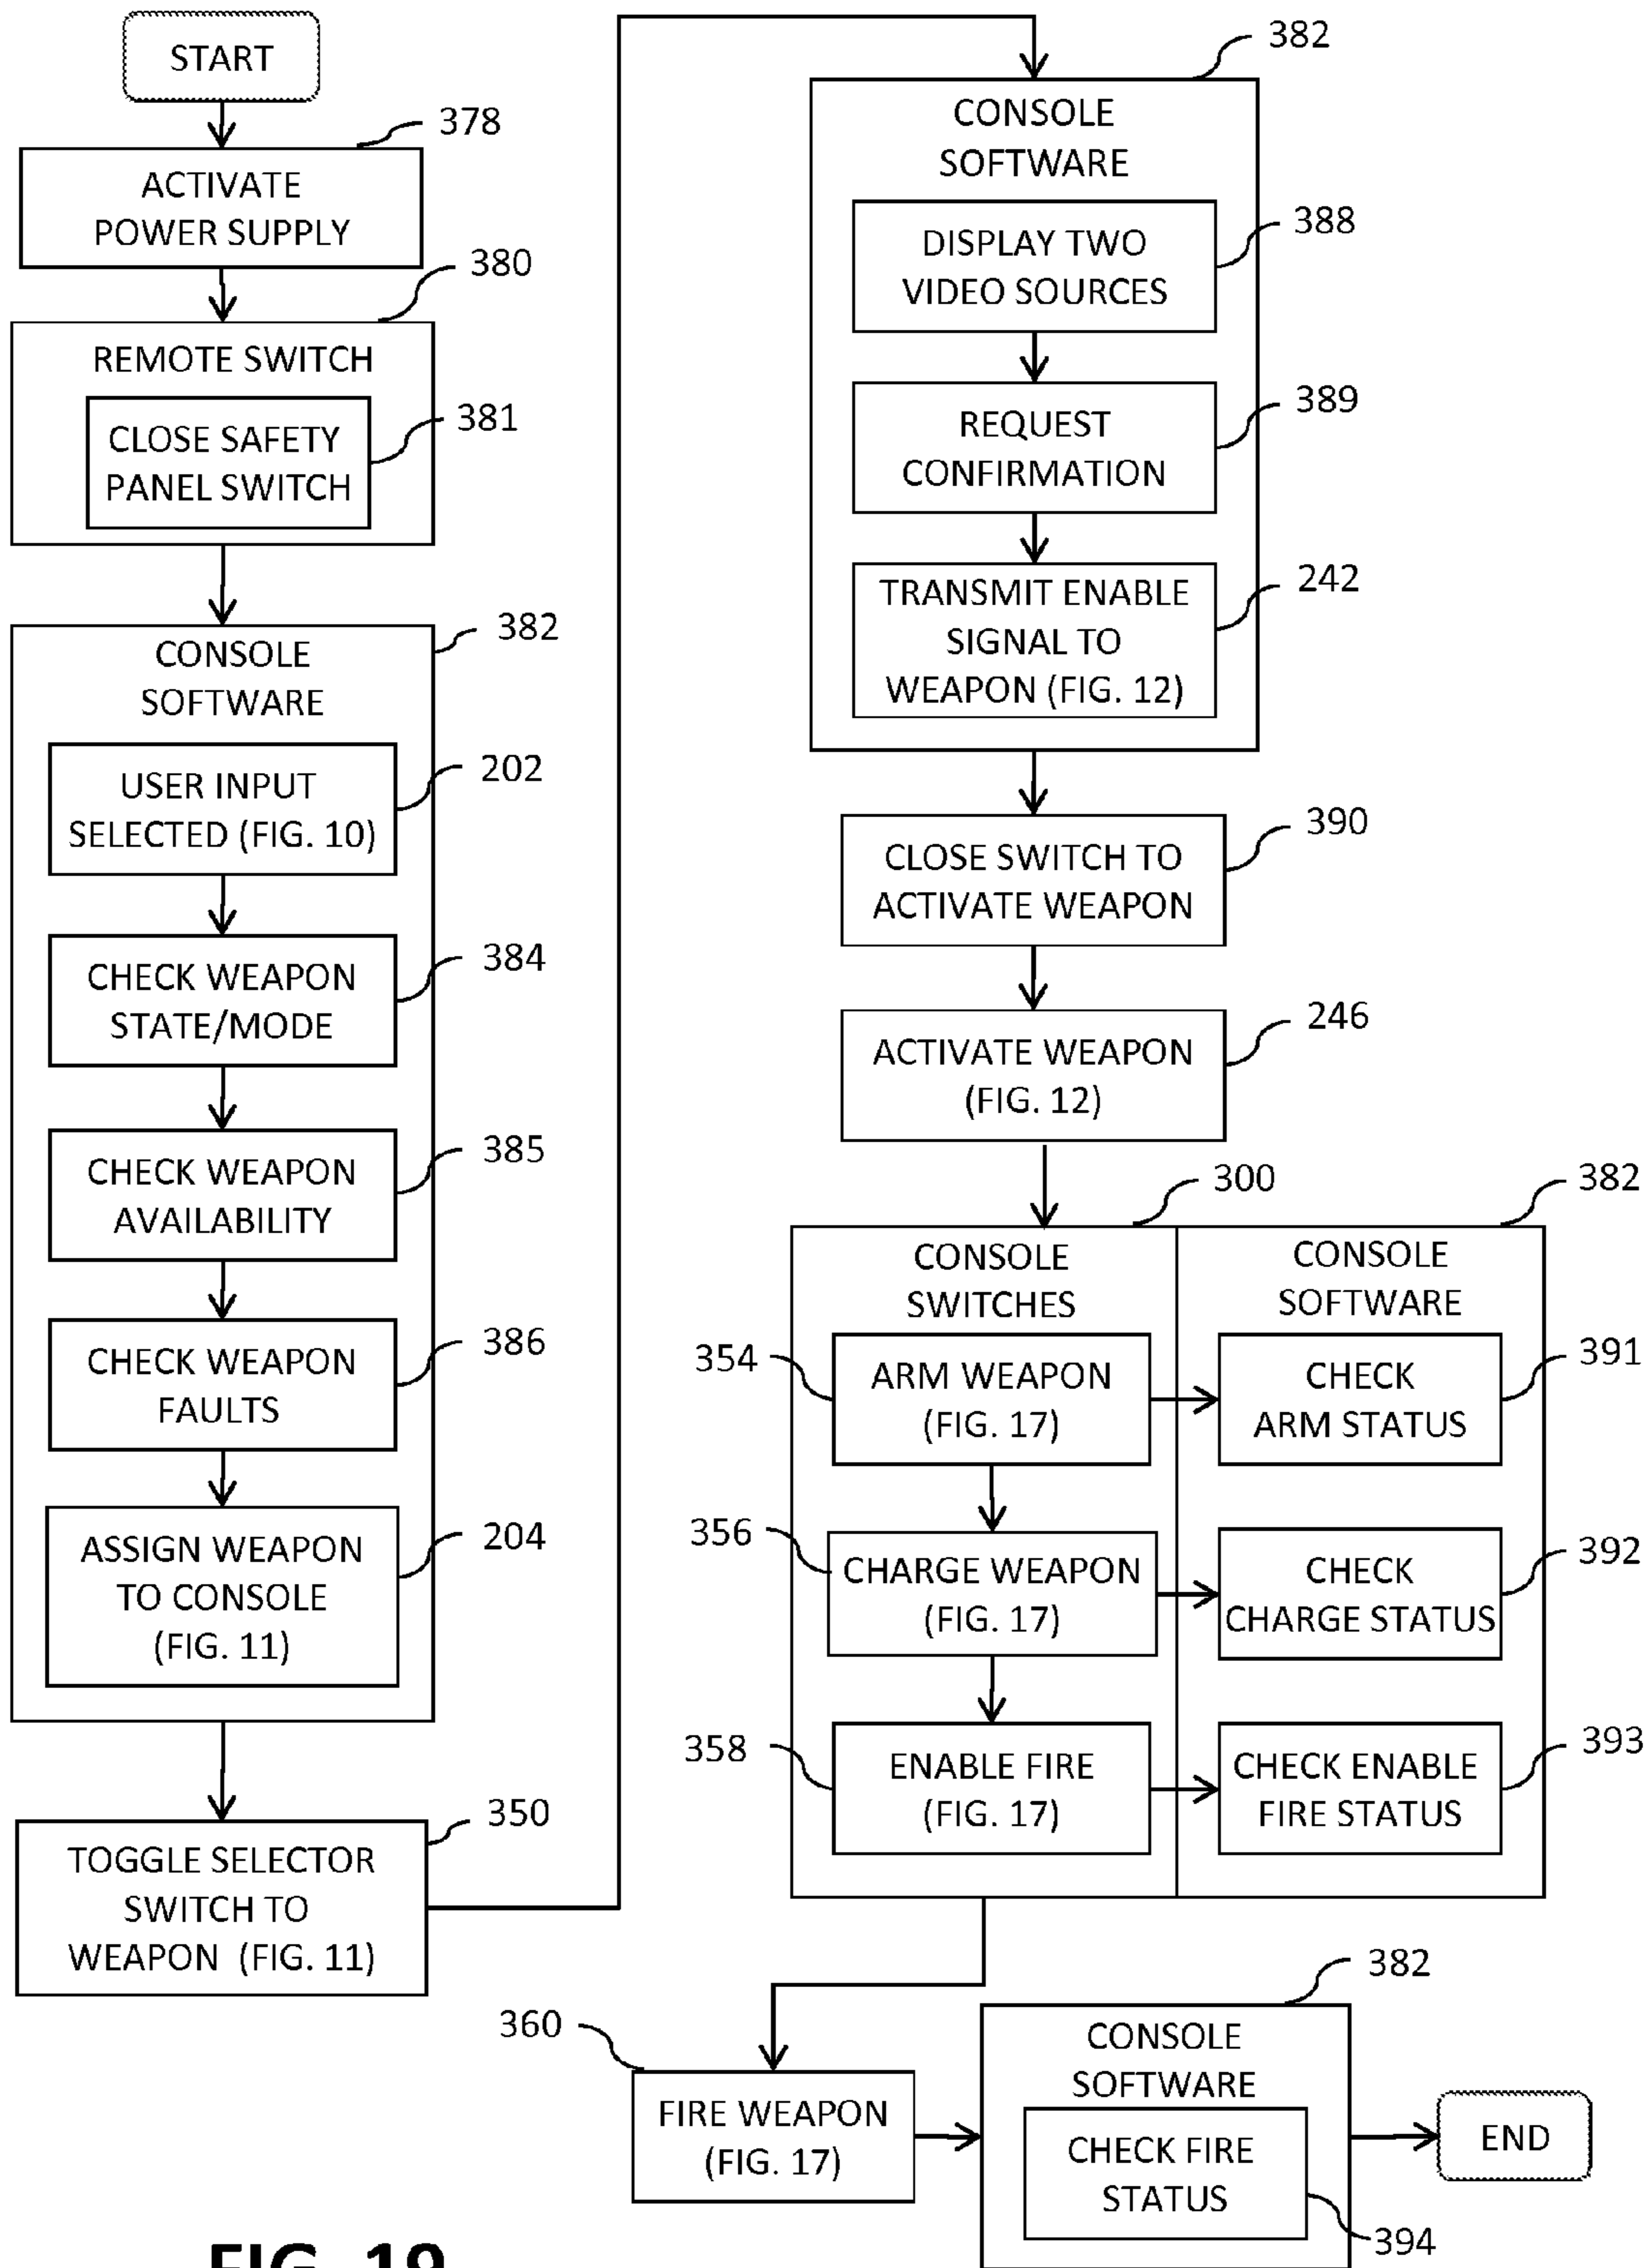 START
378
ACTIVATE
POWER SUPPLY
380
REMOTE SWITCH
CLOSE SAFETY
PANEL SWITCH
381
382
CONSOLE
SOFTWARE
USER INPUT
SELECTED (FIG. 10)
202
CHECK WEAPON
STATE/MODE
384
CHECK WEAPON
AVAILABILITY
385
CHECK WEAPON
FAULTS
386
ASSIGN WEAPON
TO CONSOLE
(FIG. 11)
204
350
TOGGLE SELECTOR
SWITCH TO
WEAPON (FIG. 11)
382
CONSOLE
SOFTWARE
DISPLAY TWO
VIDEO SOURCES
388
REQUEST
CONFIRMATION
389
TRANSMIT ENABLE
SIGNAL TO
WEAPON (FIG. 12)
242
CLOSE SWITCH TO
ACTIVATE WEAPON
390
ACTIVATE WEAPON
(FIG. 12)
246
300
382
CONSOLE
SWITCHES
CONSOLE
SOFTWARE
354
ARM WEAPON
(FIG. 17)
CHECK
ARM STATUS
391
356
CHARGE WEAPON
(FIG. 17)
CHECK
CHARGE STATUS
392
358
ENABLE FIRE
(FIG. 17)
CHECK ENABLE
FIRE STATUS
393
360
FIRE WEAPON
(FIG. 17)
382
CONSOLE
SOFTWARE
CHECK FIRE
STATUS
394
END
FIG. 19